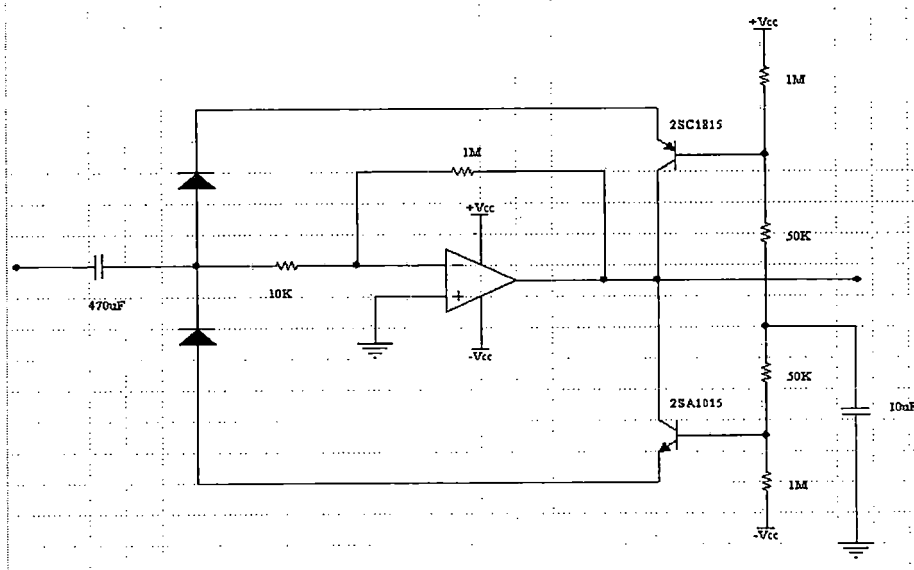 +Vcc
1M
2SC1815
1M
+Vcc
50K
10K
470uF
-Vcc
50K
2SA1015
10uF
1M
-Vcc